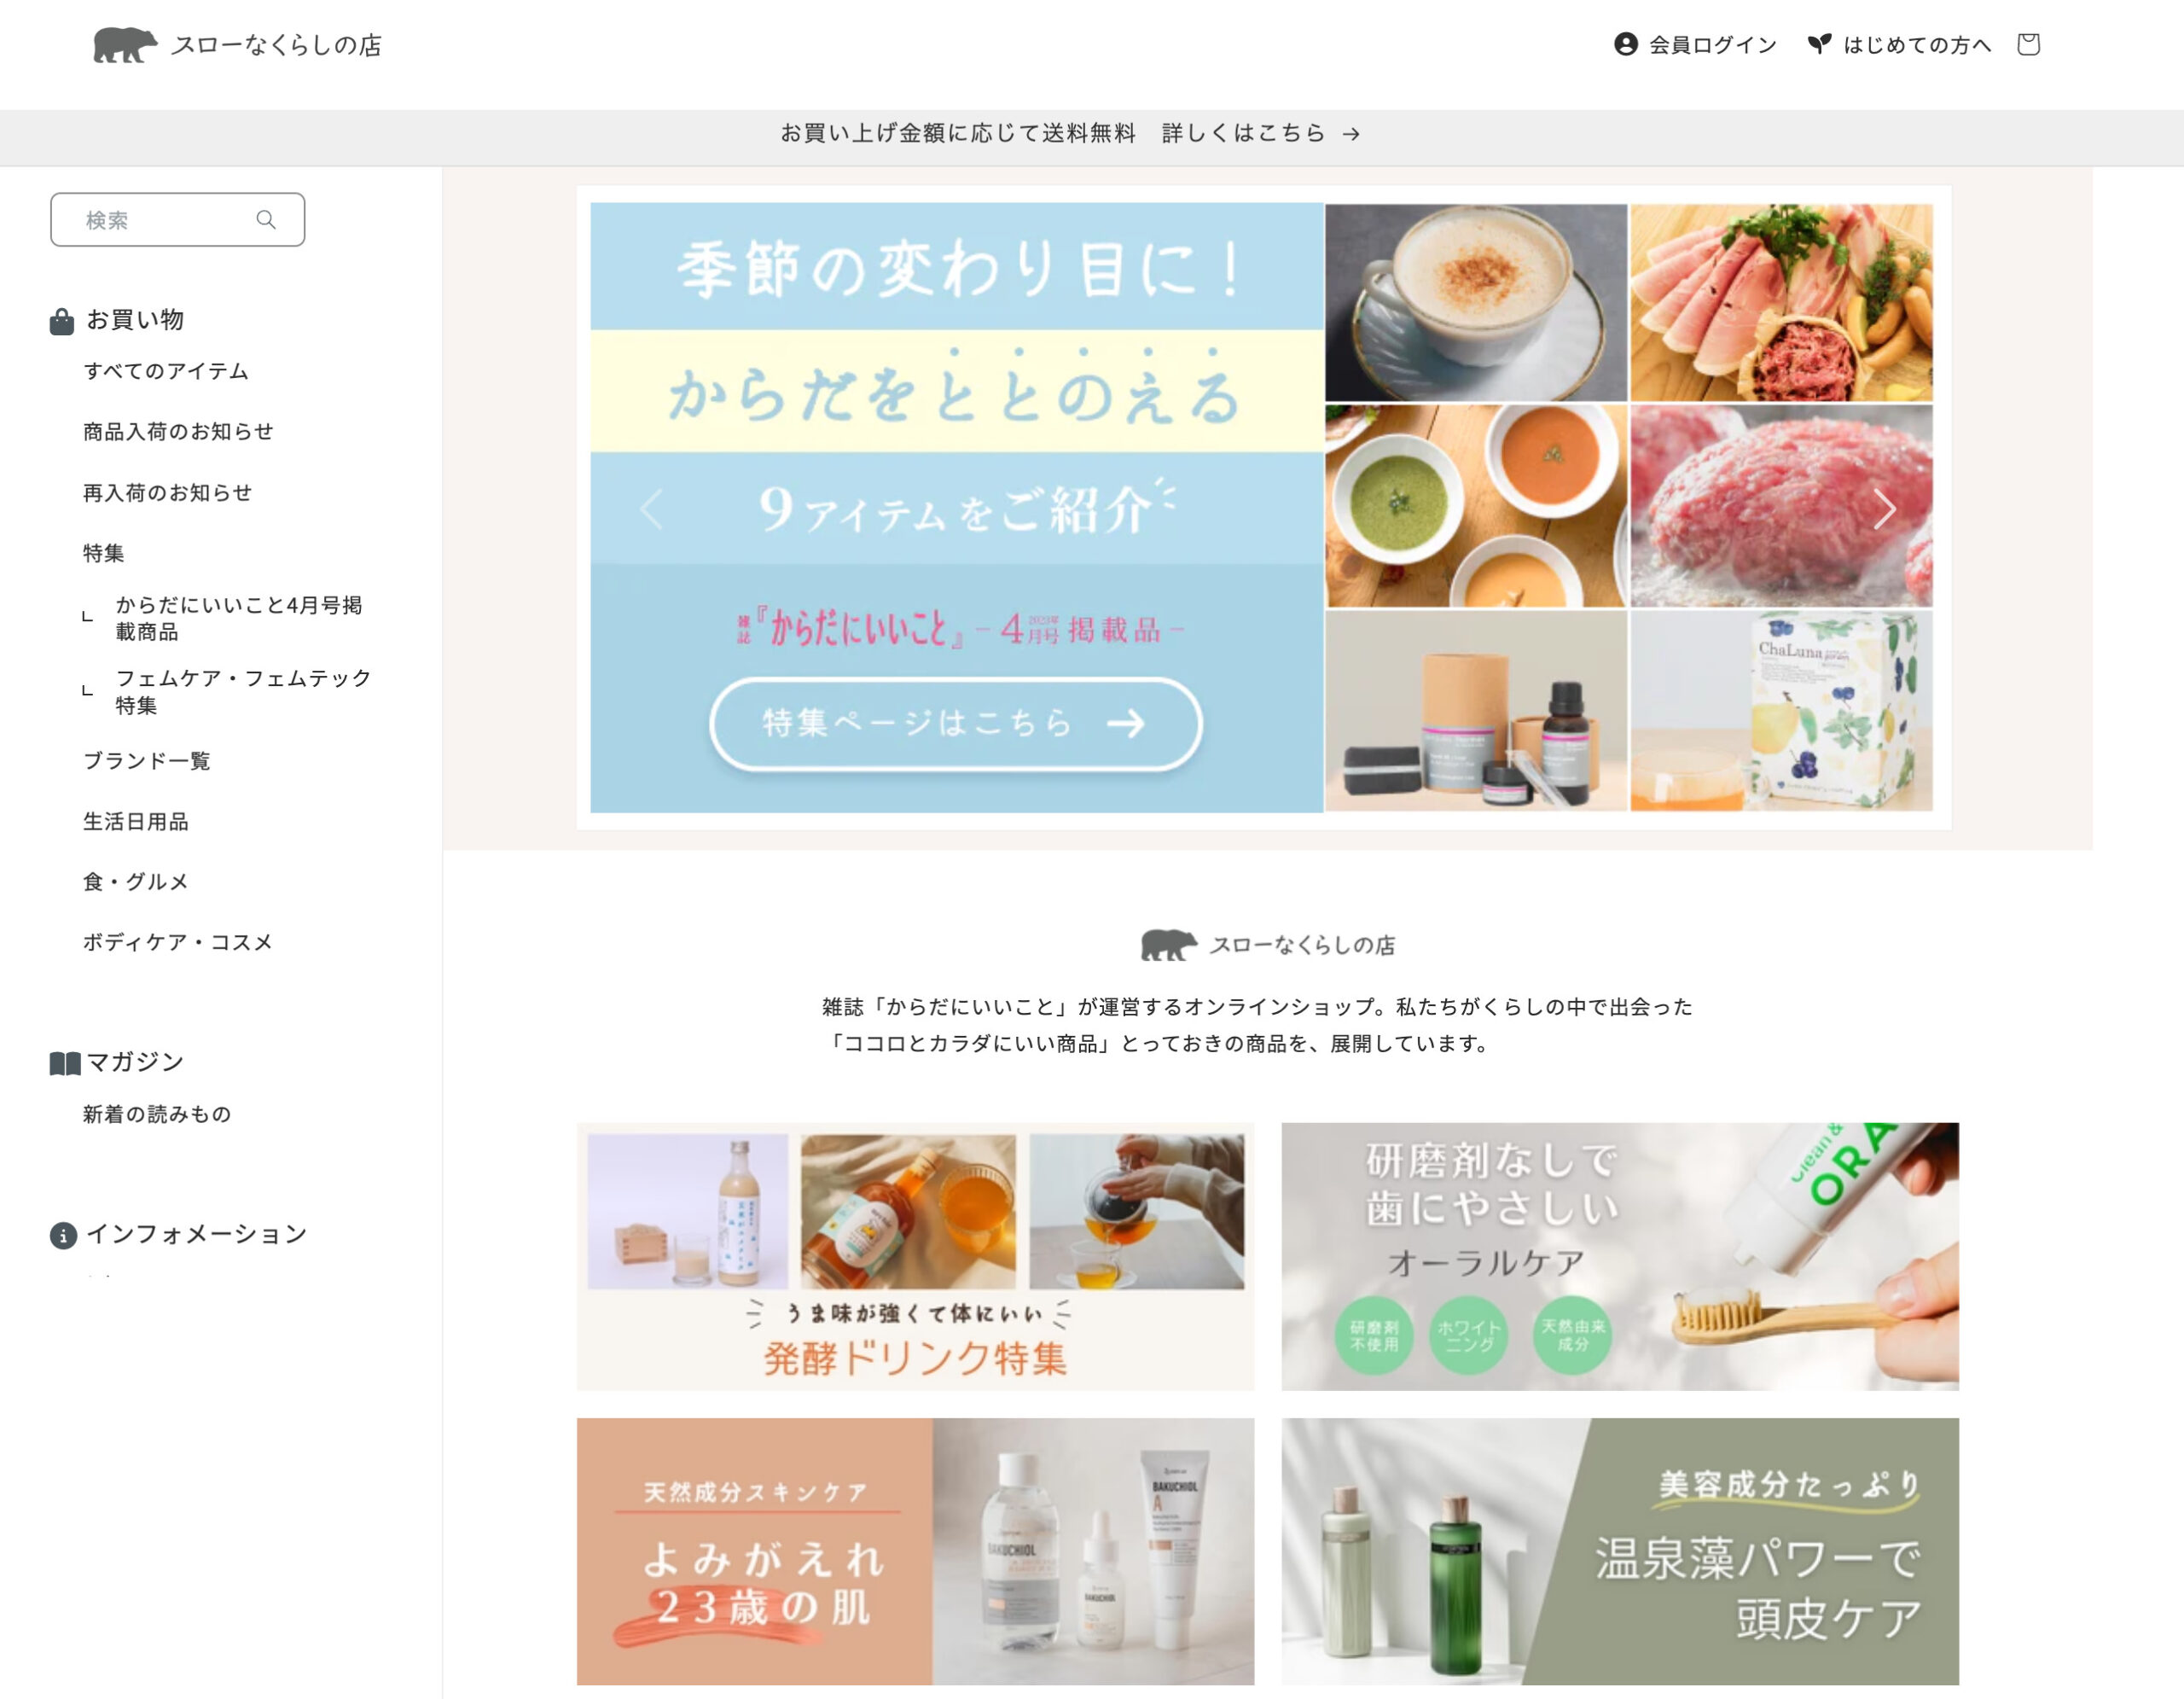 スローなくらしの店
会員ログイン
はじめての方へ
お買い上げ金額に応じて送料無料　詳しくはこちら →
検索
お買い物
すべてのアイテム
商品入荷のお知らせ
再入荷のお知らせ
特集
からだにいいこと4月号掲
載商品
フェムケア・フェムテック
特集
ブランド一覧
生活日用品
食・グルメ
ボディケア・コスメ
マガジン
新着の読みもの
インフォメーション
季節の変わり目に！
からだをととのえる
9アイテムをご紹介
雑誌『からだにいいこと』－4月号掲載品－
2023年
特集ページはこちら →
ChaLuna
スローなくらしの店
雑誌「からだにいいこと」が運営するオンラインショップ。私たちがくらしの中で出会った
「ココロとカラダにいい商品」とっておきの商品を、展開しています。
うま味が強くて体にいい
発酵ドリンク特集
研磨剤なしで
歯にやさしい
オーラルケア
研磨剤
不使用
ホワイト
ニング
天然由来
成分
Clean &
ORA
天然成分スキンケア
よみがえれ
23歳の肌
BAKUCHIOL
BAKUCHIOL
BAKUCHIOL
A
美容成分たっぷり
温泉藻パワーで
頭皮ケア